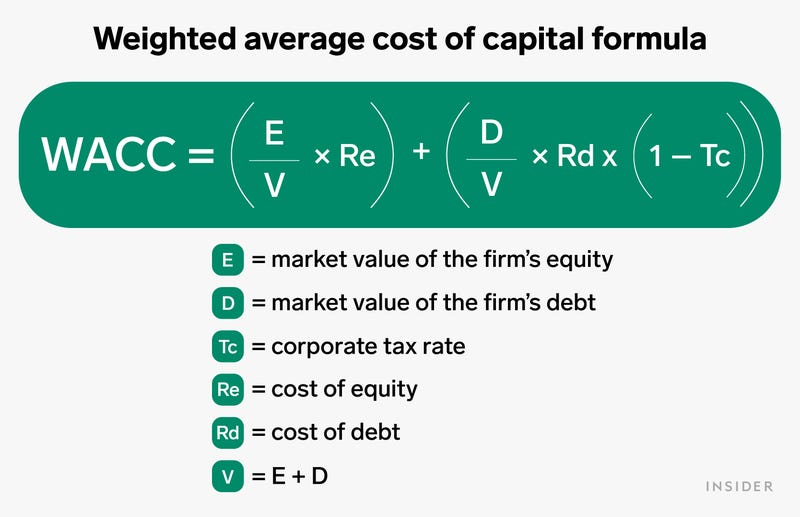 Weighted average cost of capital formula
WACC = (E/V × Re) + (D/V × Rd x (1 – Tc))
E = market value of the firm’s equity
D = market value of the firm’s debt
Tc = corporate tax rate
Re = cost of equity
Rd = cost of debt
V = E + D
INSIDER